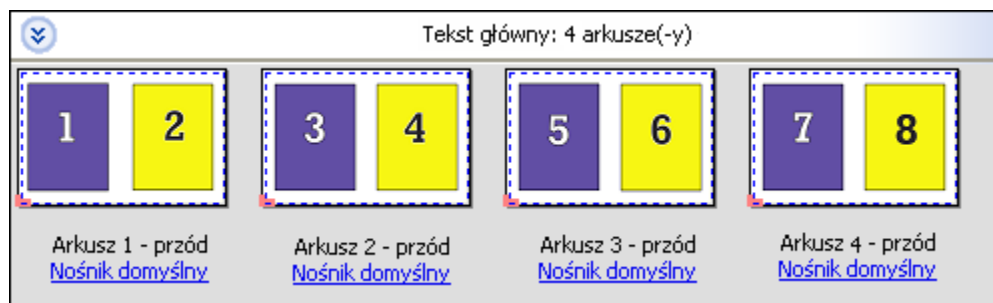 Tekst główny: 4 arkusze(-y)
1 2 3 4 5 6 7 8
Arkusz 1 - przód Arkusz 2 - przód Arkusz 3 - przód Arkusz 4 - przód
Nośnik domyślny Nośnik domyślny Nośnik domyślny Nośnik domyślny